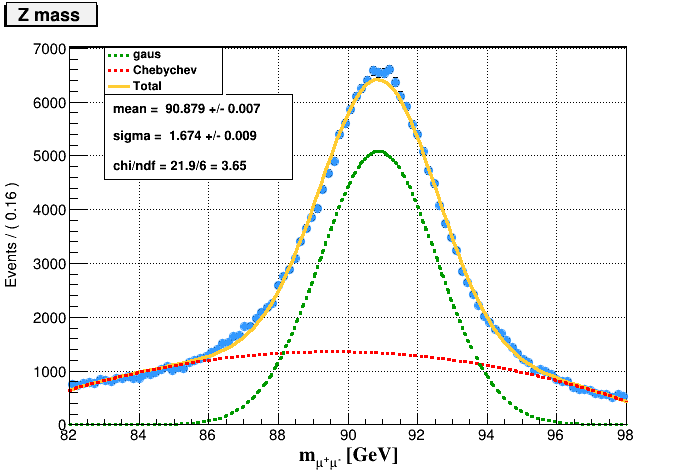 Z mass
7000
6000
5000
4000
3000
2000
1000
0
Events / ( 0.16 )
gaus
Chebychev
Total
mean = 90.879 +/- 0.007
sigma = 1.674 +/- 0.009
chi/ndf = 21.9/6 = 3.65
82 84 86 88 90 92 94 96 98
m_μ⁺μ⁻ [GeV]